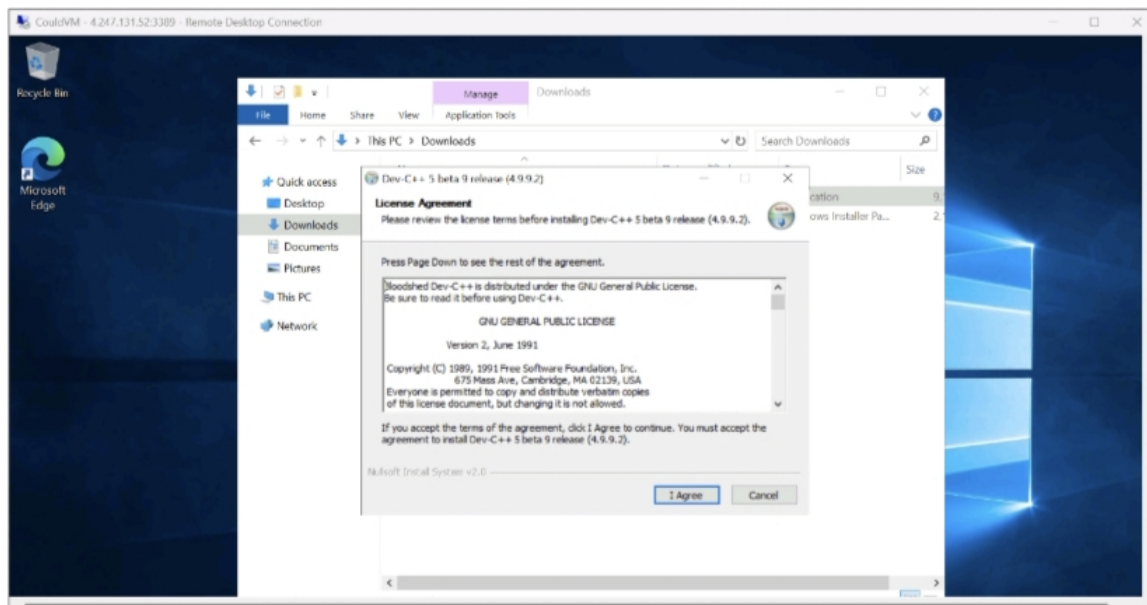 CouldVM - 4.247.131.52:3389 - Remote Desktop Connection
Recycle Bin
Microsoft
Edge
Manage
Downloads
File
Home
Share
View
Application Tools
This PC > Downloads
Search Downloads
Size
Quick access
Desktop
Downloads
Documents
Pictures
This PC
Network
Dev-C++ 5 beta 9 release (4.9.9.2)
License Agreement
Please review the license terms before installing Dev-C++ 5 beta 9 release (4.9.9.2).
Press Page Down to see the rest of the agreement.
Bloodshed Dev-C++ is distributed under the GNU General Public License.
Be sure to read it before using Dev-C++.
GNU GENERAL PUBLIC LICENSE
Version 2, June 1991
Copyright (C) 1989, 1991 Free Software Foundation, Inc.
675 Mass Ave, Cambridge, MA 02139, USA
Everyone is permitted to copy and distribute verbatim copies
of this license document, but changing it is not allowed.
If you accept the terms of the agreement, click I Agree to continue. You must accept the
agreement to install Dev-C++ 5 beta 9 release (4.9.9.2).
Nullsoft Install System v2.0
I Agree
Cancel
cation
9,
ows Installer Pa...
2,